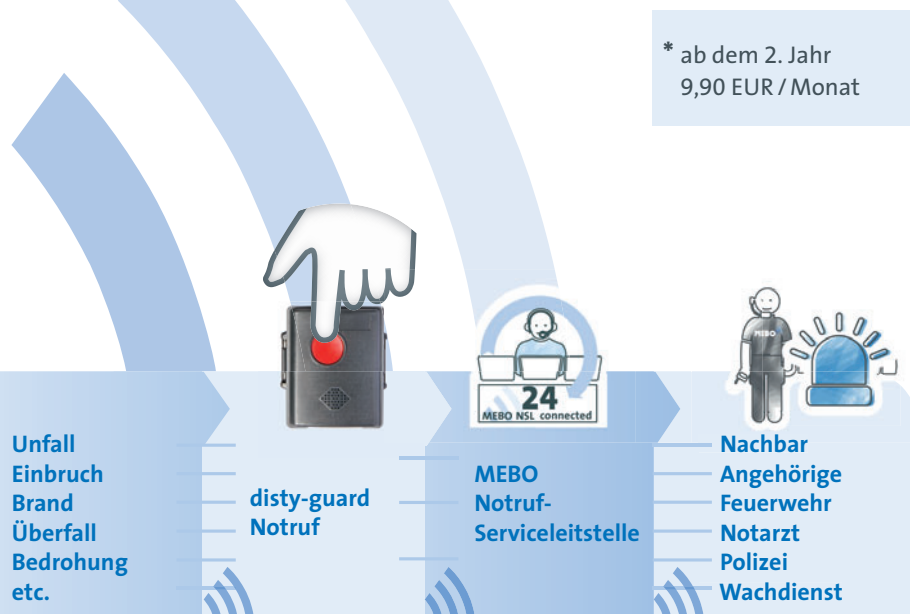 * ab dem 2. Jahr
9,90 EUR / Monat
MEBO
24
MEBO NSL connected
Unfall
Einbruch
Brand
Überfall
Bedrohung
etc.
disty-guard
Notruf
MEBO
Notruf-
Serviceleitstelle
Nachbar
Angehörige
Feuerwehr
Notarzt
Polizei
Wachdienst